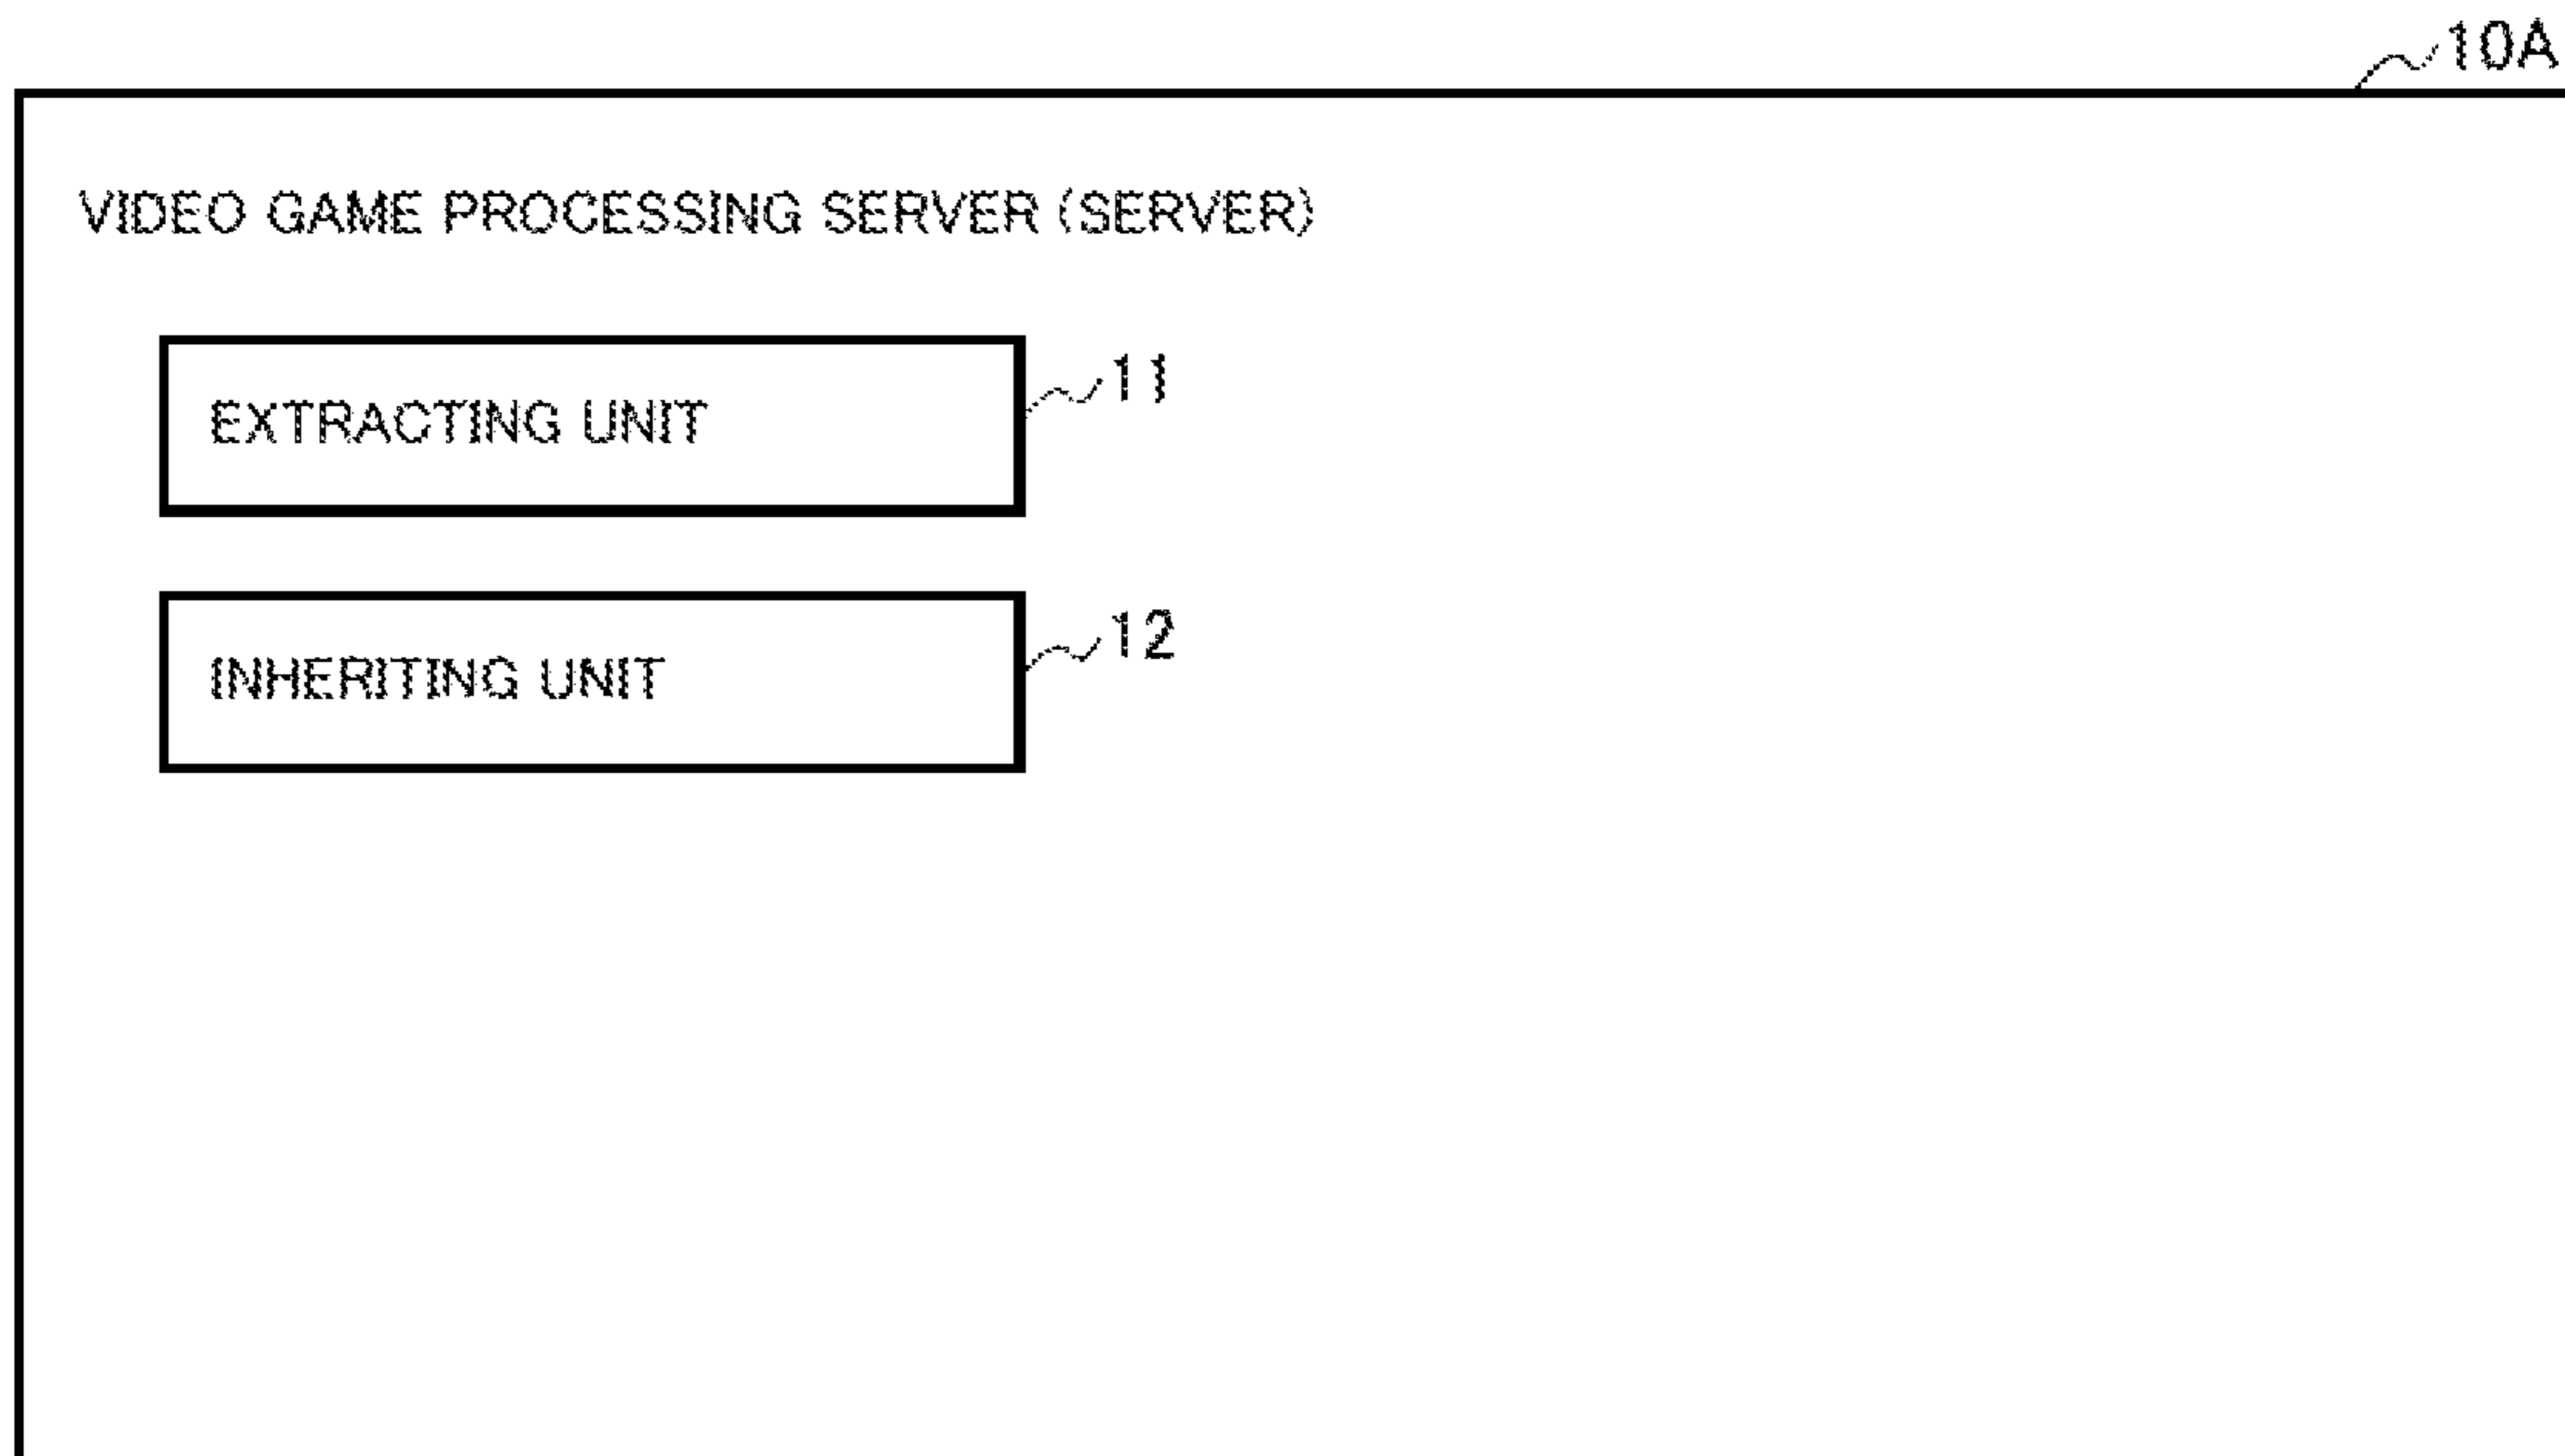 10A
VIDEO GAME PROCESSING SERVER (SERVER)
EXTRACTING UNIT
11
INHERITING UNIT
12